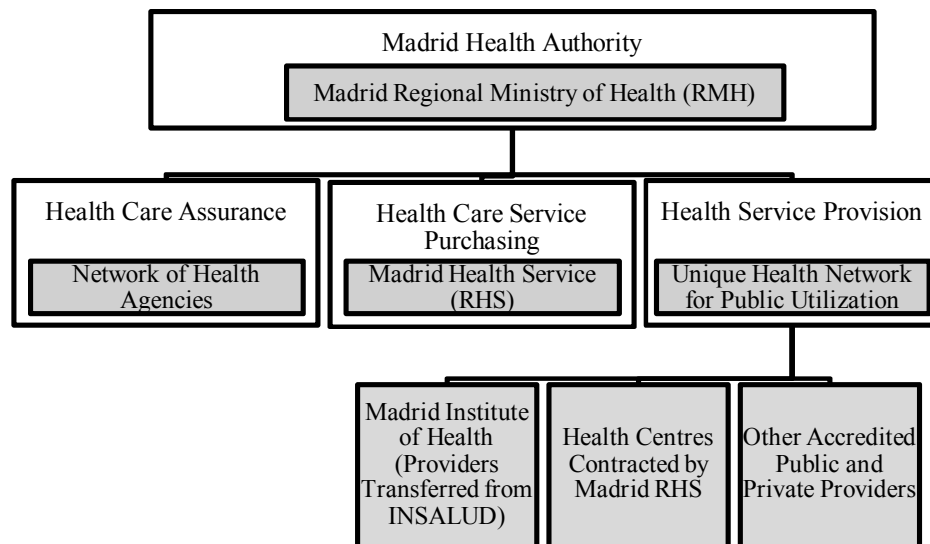 Madrid Health Authority
Madrid Regional Ministry of Health (RMH)
Health Care Assurance
Network of Health
Agencies
Health Care Service
Purchasing
Madrid Health Service
(RHS)
Health Service Provision
Unique Health Network
for Public Utilization
Madrid Institute
of Health
(Providers
Transferred from
INSALUD)
Health Centres
Contracted by
Madrid RHS
Other Accredited
Public and
Private Providers